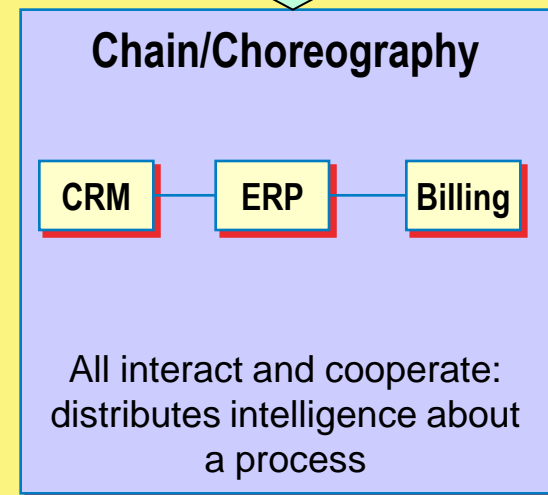 Chain/Choreography
CRM ERP Billing
All interact and cooperate:
distributes intelligence about
a process